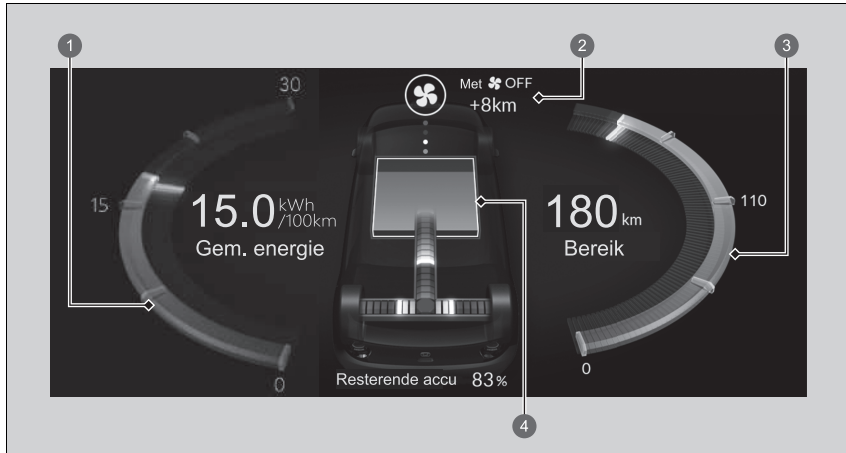 1
2
3
30
Met OFF
+8km
15
15.0 kWh /100km
Gem. energie
180 km
Bereik
110
0
0
Resterende accu 83%
4